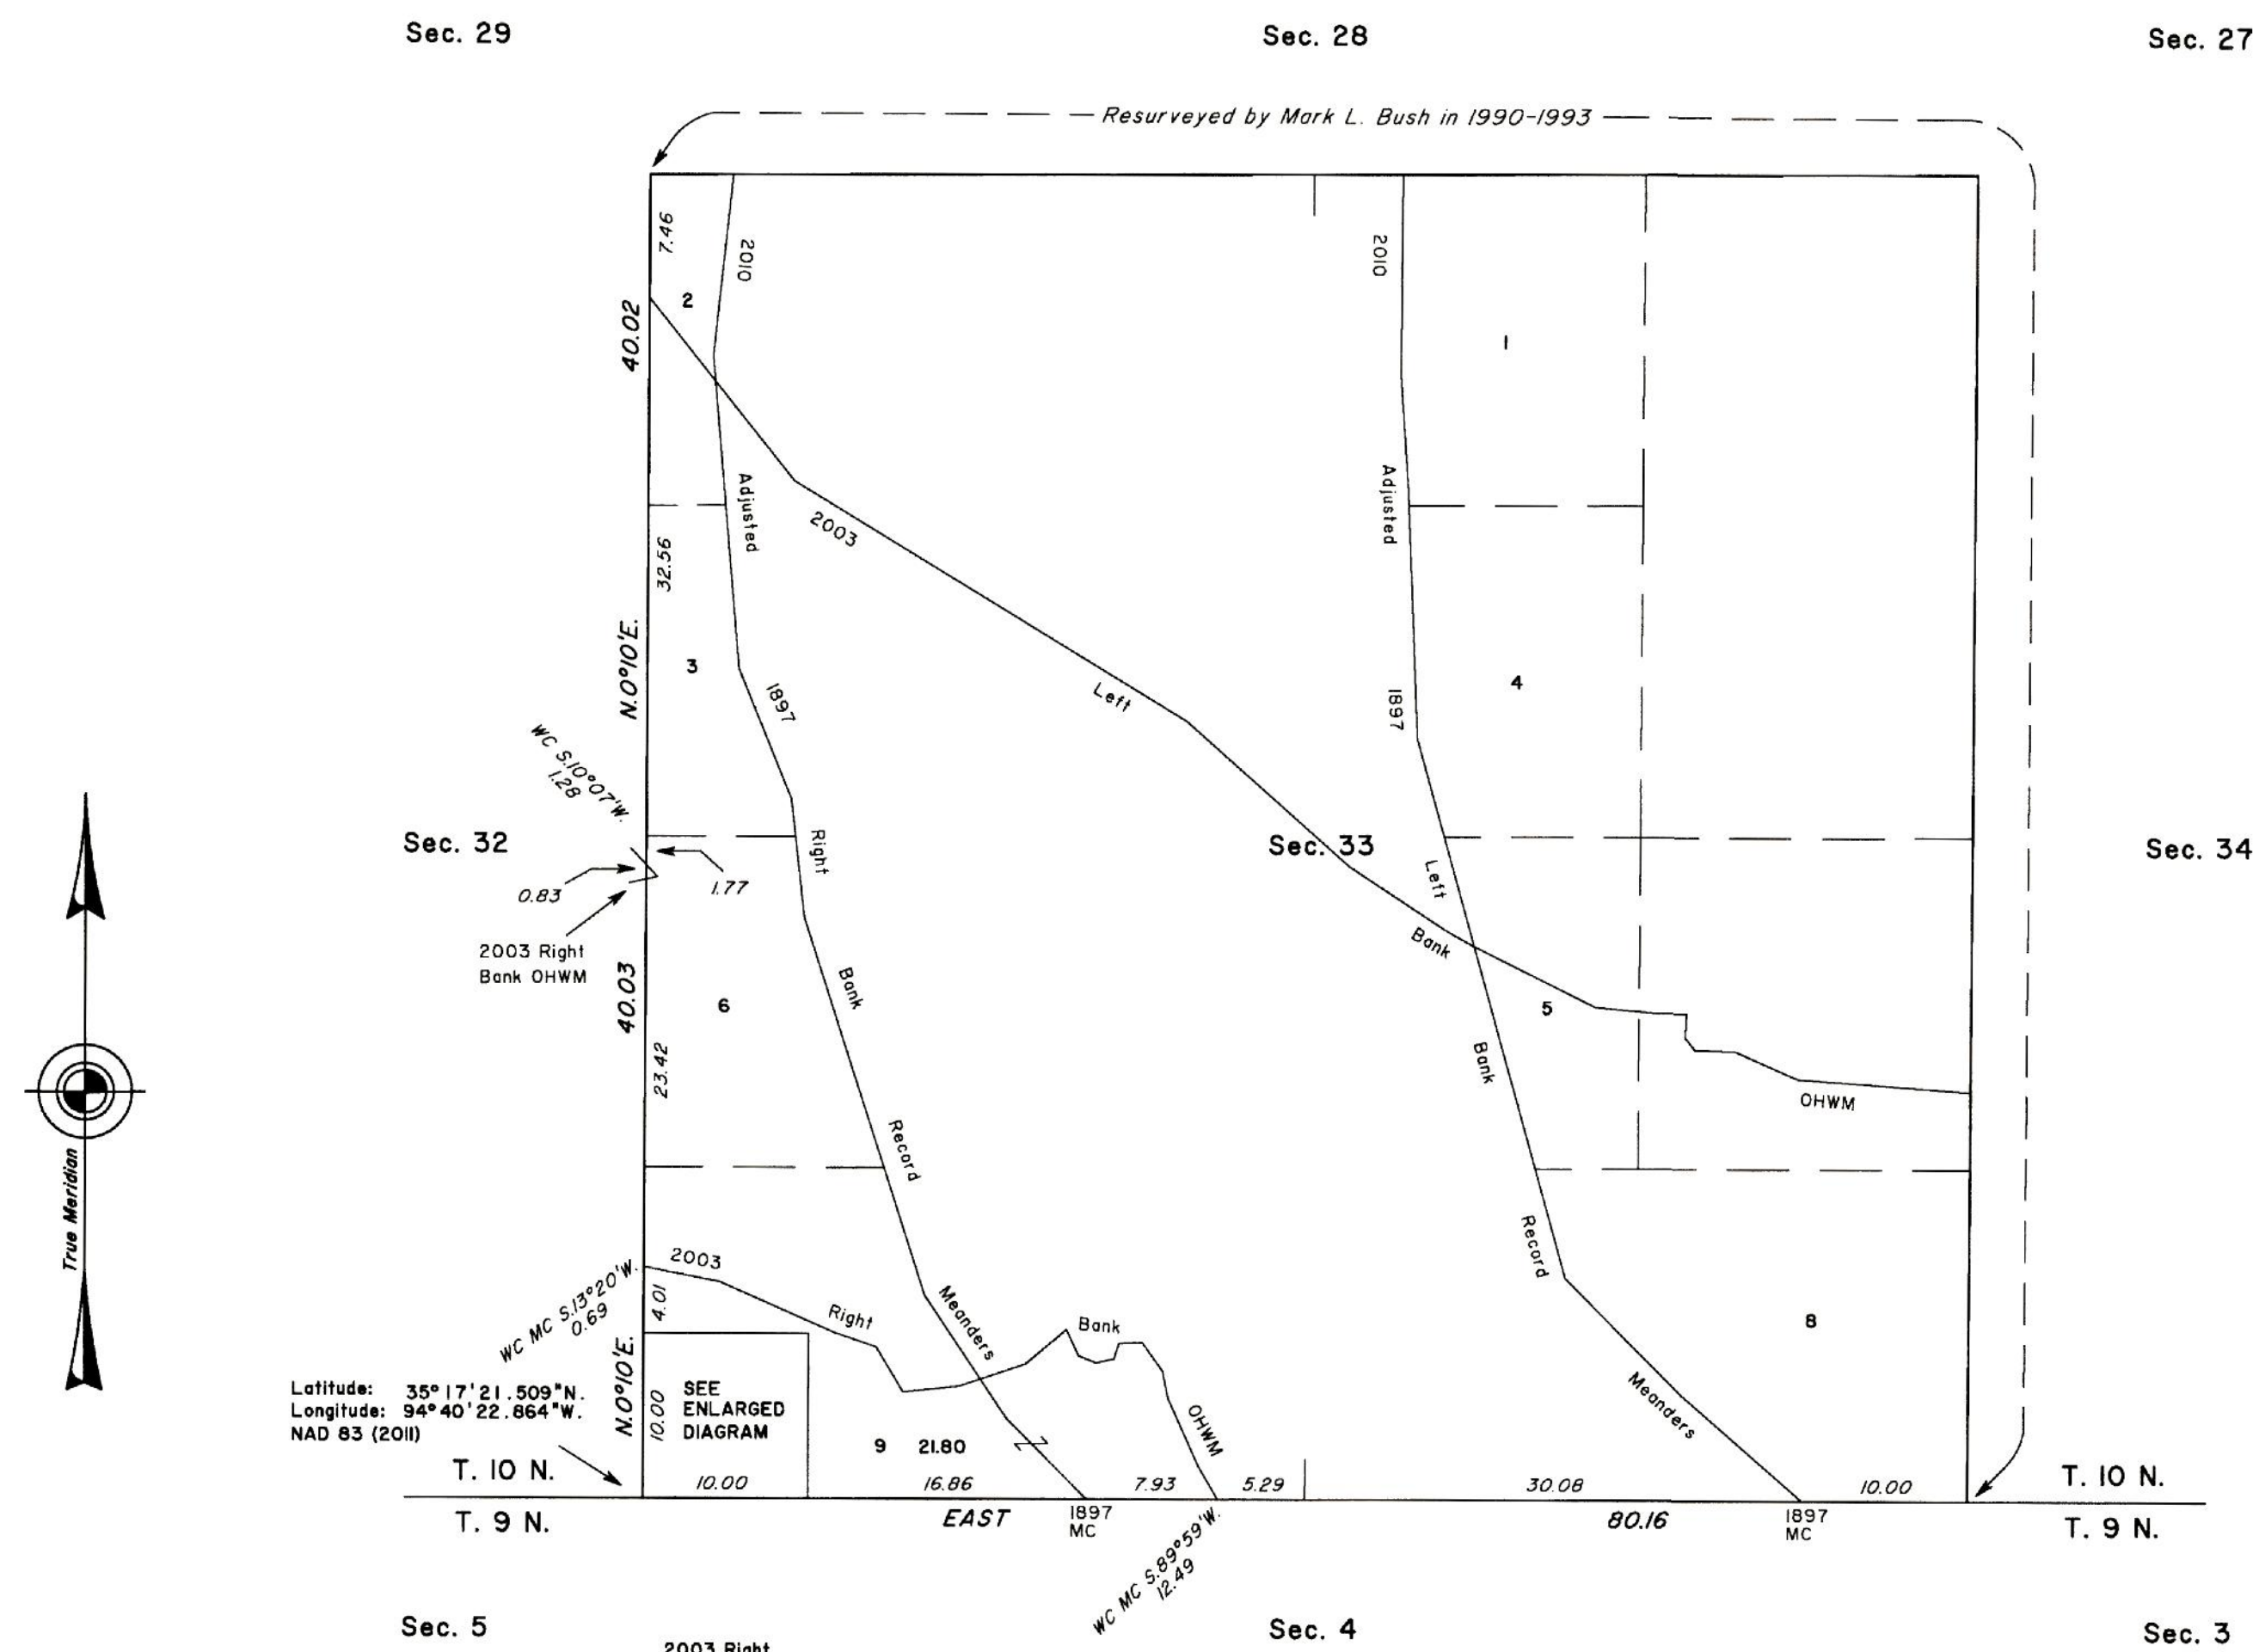 Sec. 29
Sec. 28
Sec. 27
Resurveyed by Mark L. Bush in 1990-1993
7.46
2010
2010
40.02
2
1
Adjusted
Adjusted
2003
32.56
N.0°10'E.
3
1897
Left
4
1897
WC S.10°07'W.
1.28
Sec. 32
Right
Sec. 33
Left
Sec. 34
0.83
1.77
2003 Right
Bank OHWM
Bank
Bank
40.03
6
5
23.42
Bank
OHWM
Record
True Meridian
Record
2003
WC MC S.13°20'W.
0.69
4.01
Right
Meanders
Bank
8
N.0°10'E.
Latitude: 35°17'21.509"N.
Longitude: 94°40'22.864"W.
NAD 83 (2011)
10.00
SEE
ENLARGED
DIAGRAM
Meanders
OHWM
9 21.80
T. 10 N.
10.00
16.86
7.93
5.29
30.08
10.00
T. 10 N.
T. 9 N.
EAST
1897
MC
80.16
1897
MC
T. 9 N.
WC MC S.89°59'W.
12.49
Sec. 5
Sec. 4
Sec. 3
2003 Right